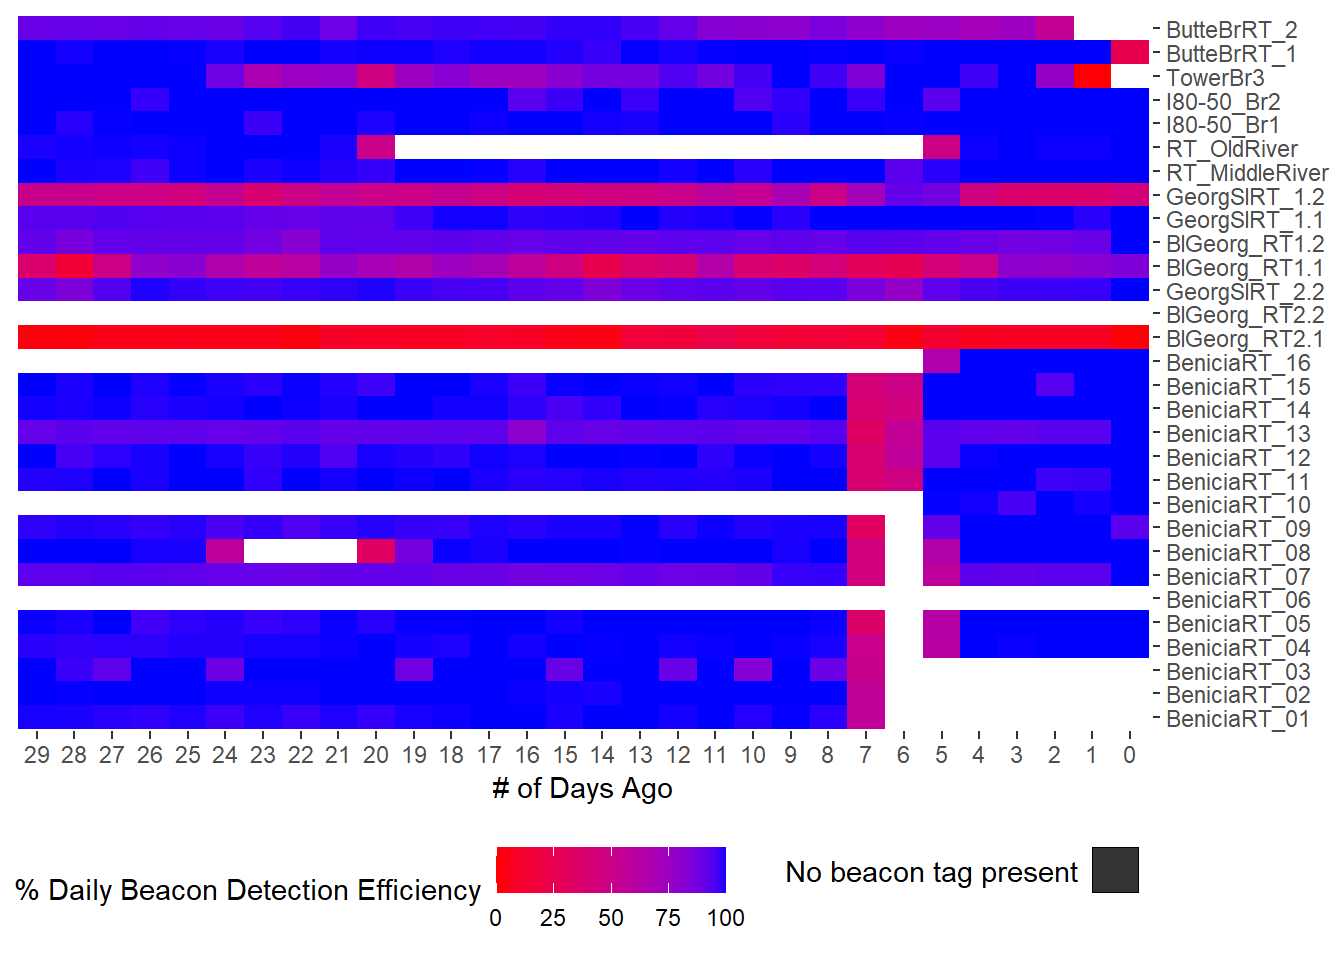 ButteBrRT_2
ButteBrRT_1
TowerBr3
I80-50_Br2
I80-50_Br1
RT_OldRiver
RT_MiddleRiver
GeorgSlRT_1.2
GeorgSlRT_1.1
BlGeorg_RT1.2
BlGeorg_RT1.1
GeorgSlRT_2.2
BlGeorg_RT2.2
BlGeorg_RT2.1
BeniciaRT_16
BeniciaRT_15
BeniciaRT_14
BeniciaRT_13
BeniciaRT_12
BeniciaRT_11
BeniciaRT_10
BeniciaRT_09
BeniciaRT_08
BeniciaRT_07
BeniciaRT_06
BeniciaRT_05
BeniciaRT_04
BeniciaRT_03
BeniciaRT_02
BeniciaRT_01
29 28 27 26 25 24 23 22 21 20 19 18 17 16 15 14 13 12 11 10 9 8 7 6 5 4 3 2 1 0
# of Days Ago
% Daily Beacon Detection Efficiency
0 25 50 75 100
No beacon tag present